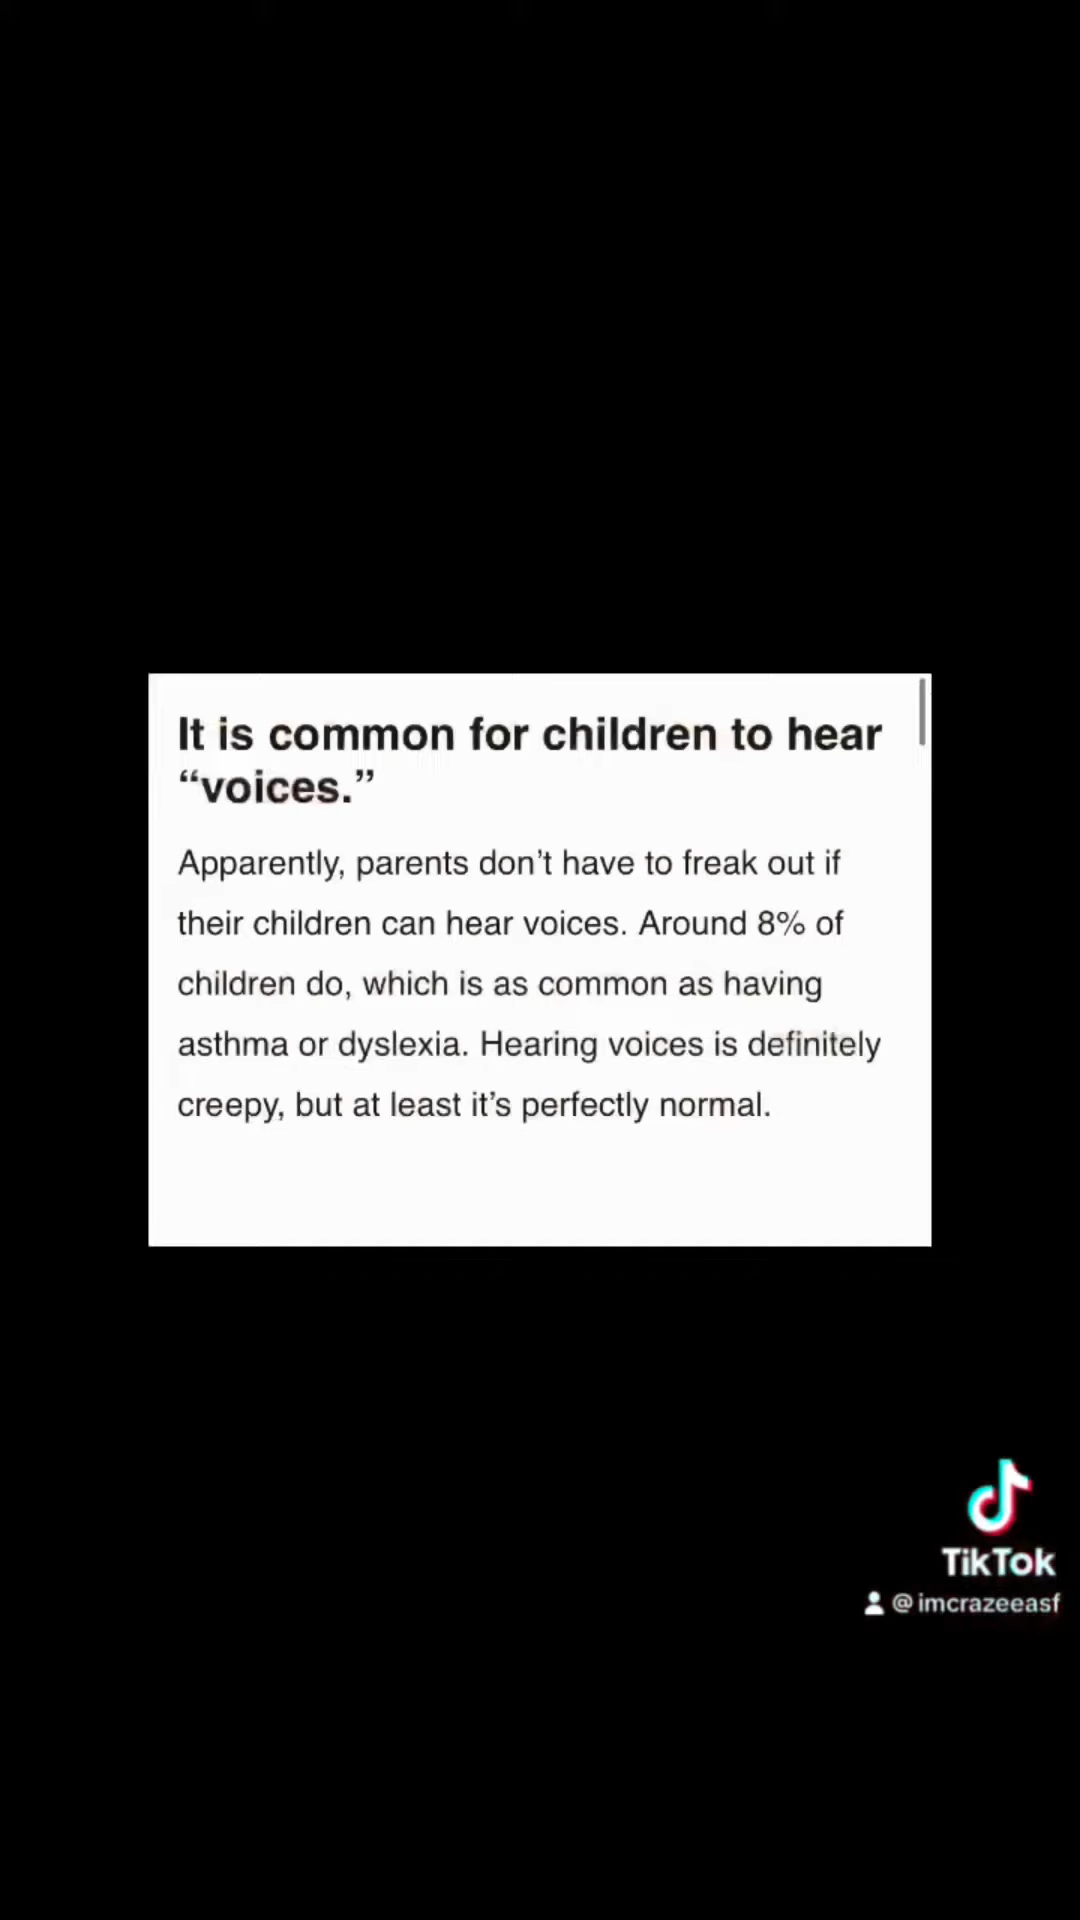 It is common for children to hear
“voices.”
Apparently, parents don’t have to freak out if
their children can hear voices. Around 8% of
children do, which is as common as having
asthma or dyslexia. Hearing voices is definitely
creepy, but at least it’s perfectly normal.
TikTok
@imcrazeeasf